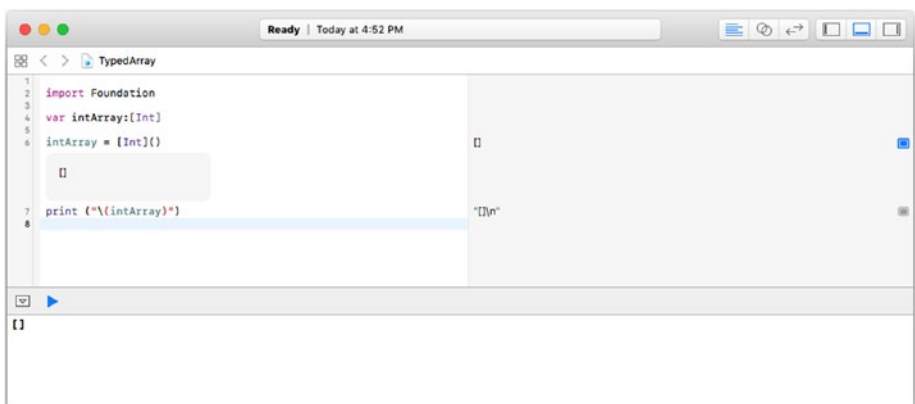 Ready | Today at 4:52 PM
TypedArray
1
2 import Foundation
3
4 var intArray:[Int]
5
6 intArray = [Int]() []
[]
7 print ("\(intArray)") "[]\n"
8
[]